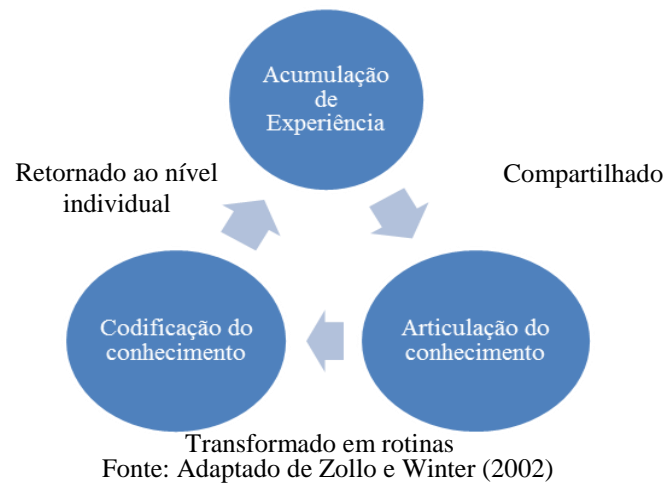 Acumulação
de
Experiência
Retornado ao nível
individual
Compartilhado
Codificação do
conhecimento
Articulação do
conhecimento
Transformado em rotinas
Fonte: Adaptado de Zollo e Winter (2002)